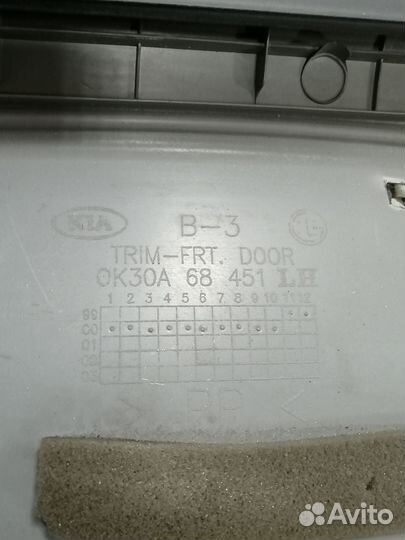 KIA B-3 L
TRIM-FRT. DOOR
0K30A 68 451 LH
1 2 3 4 5 6 7 8 9 10 11 12
99
00
01
02
03
> PP <
Avito